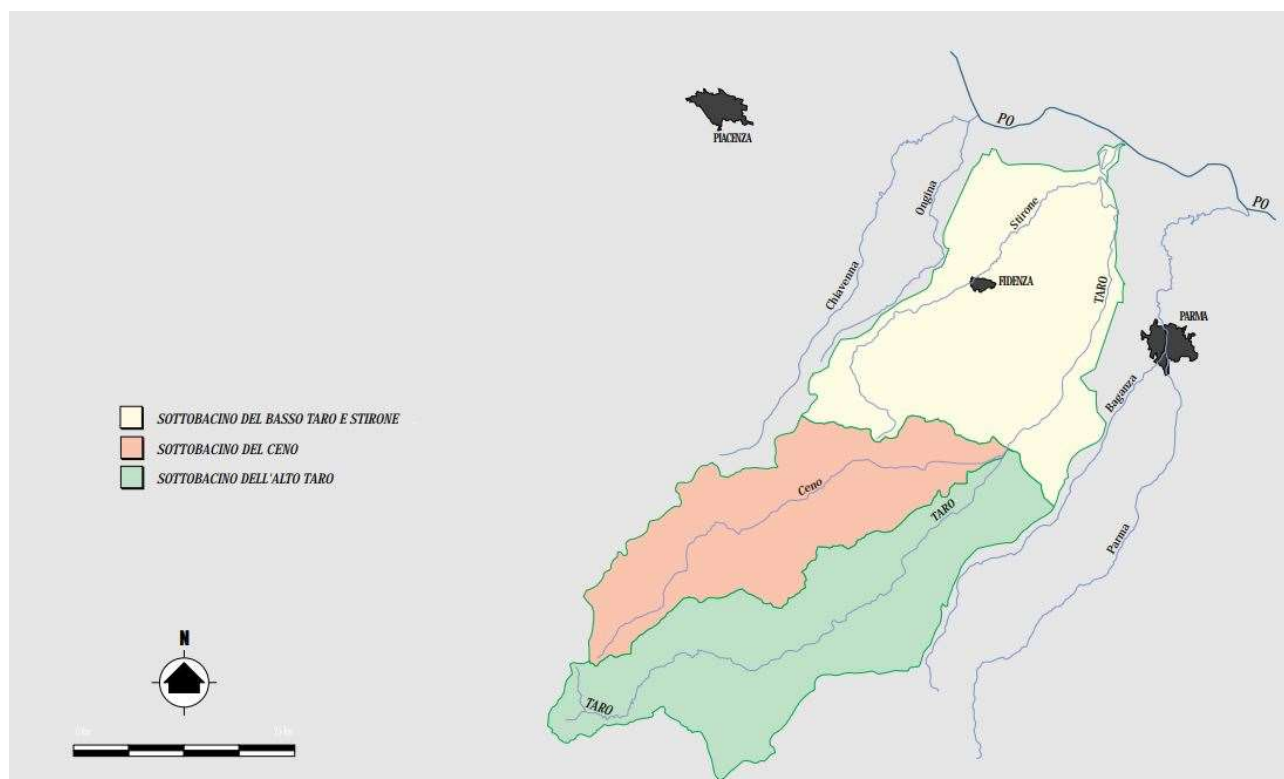 PIACENZA
PO
PO
Ongina
Stirone
Chiavenna
FIDENZA
TARO
PARMA
Baganza
SOTTOBACINO DEL BASSO TARO E STIRONE
SOTTOBACINO DEL CENO
SOTTOBACINO DELL'ALTO TARO
Ceno
TARO
Parma
N
TARO